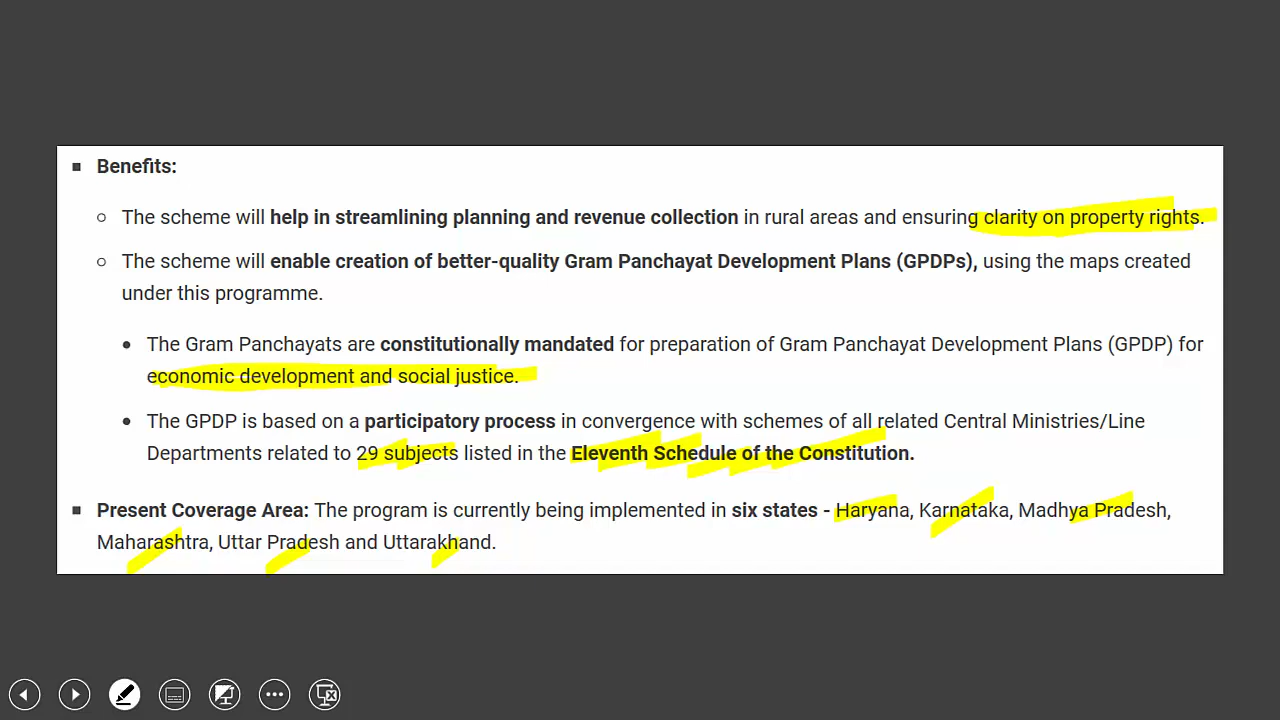 Benefits:
The scheme will help in streamlining planning and revenue collection in rural areas and ensuring clarity on property rights.
The scheme will enable creation of better-quality Gram Panchayat Development Plans (GPDPs), using the maps created
under this programme.
The Gram Panchayats are constitutionally mandated for preparation of Gram Panchayat Development Plans (GPDP) for
economic development and social justice.
The GPDP is based on a participatory process in convergence with schemes of all related Central Ministries/Line
Departments related to 29 subjects listed in the Eleventh Schedule of the Constitution.
Present Coverage Area: The program is currently being implemented in six states - Haryana, Karnataka, Madhya Pradesh,
Maharashtra, Uttar Pradesh and Uttarakhand.